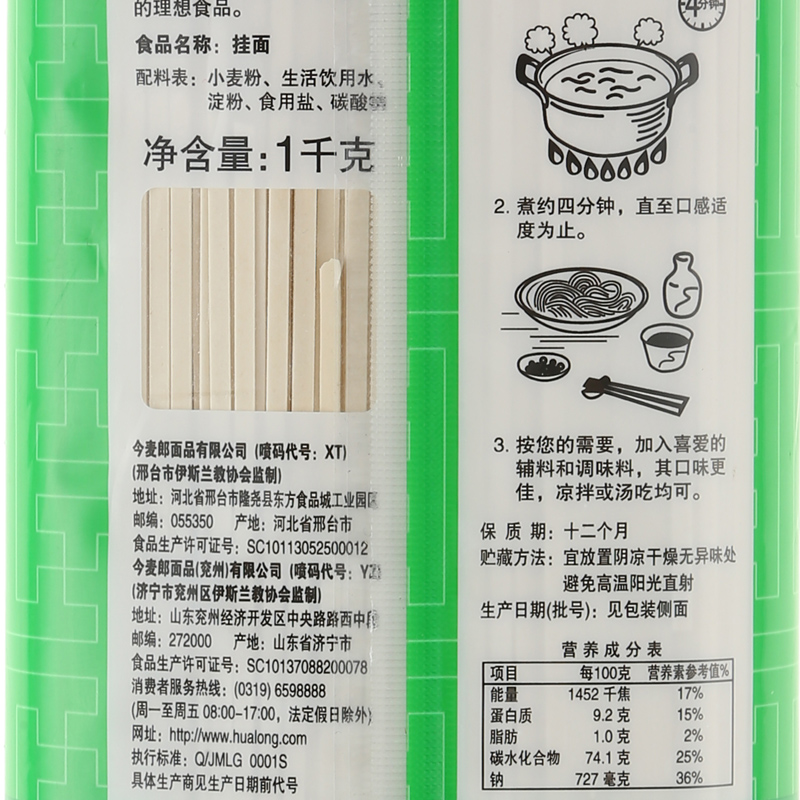 的理想食品。
食品名称：挂面
配料表：小麦粉、生活饮用水、
淀粉、食用盐、碳酸
净含量：1千克
今麦郎面品有限公司（喷码代号：XT)
(邢台市伊斯兰教协会监制)
地址：河北省邢台市隆尧县东方食品城工业园区
邮编：055350 产地：河北省邢台市
食品生产许可证号：SC10113052500012
今麦郎面品(兖州)有限公司（喷码代号：YZ
(济宁市兖州区伊斯兰教协会监制)
地址：山东兖州经济开发区中央路路西中段
邮编：272000 产地：山东省济宁市
食品生产许可证号：SC10137088200078
消费者服务热线：(0319) 6598888
(周一至周五 08:00-17:00，法定假日除外)
网址：http://www.hualong.com
执行标准：Q/JMLG 0001S
具体生产商见生产日期前代号
4分钟
2. 煮约四分钟，直至口感适
度为止。
3. 按您的需要，加入喜爱的
辅料和调味料，其口味更
佳，凉拌或汤吃均可。
保 质 期：十二个月
贮藏方法：宜放置阴凉干燥无异味处
避免高温阳光直射
生产日期(批号)：见包装侧面
营养成分表
项目 每100克 营养素参考值%
能量 1452 千焦 17%
蛋白质 9.2 克 15%
脂肪 1.0 克 2%
碳水化合物 74.1 克 25%
钠 727 毫克 36%